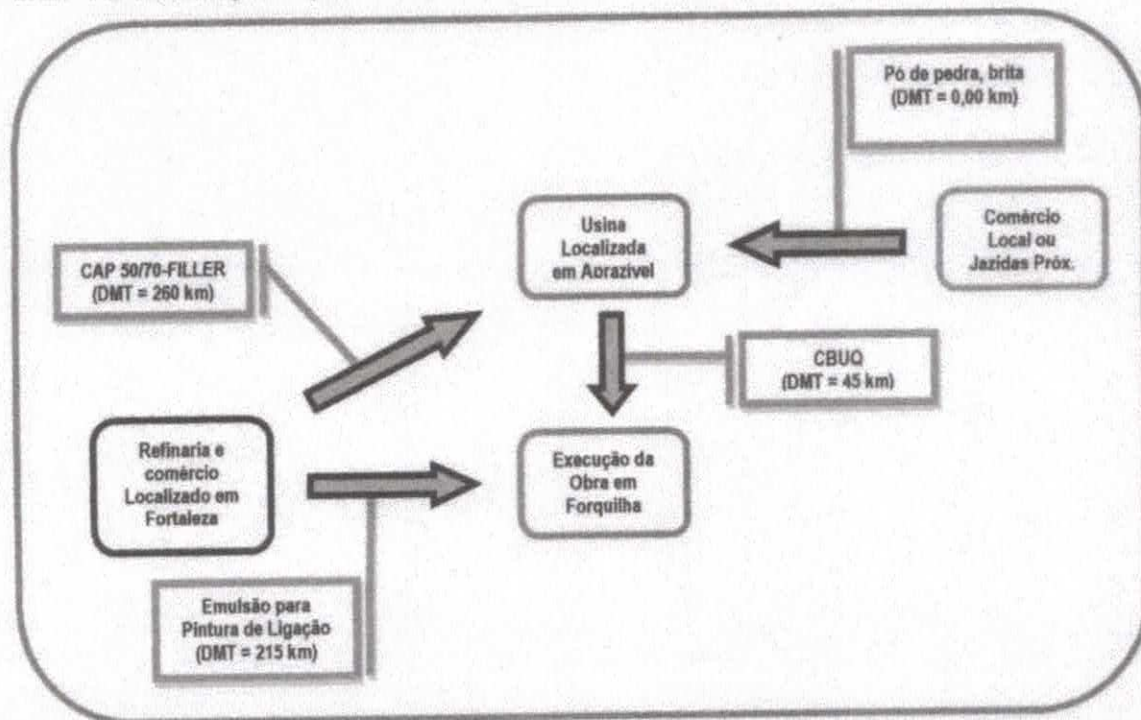 Pó de pedra, brita
(DMT = 0,00 km)
Usina
Localizada
em Aprazível
Comércio
Local ou
Jazidas Próx.
CAP 50/70-FILLER
(DMT = 260 km)
CBUQ
(DMT = 45 km)
Refinaria e
comércio
Localizado em
Fortaleza
Execução da
Obra em
Forquilha
Emulsão para
Pintura de Ligação
(DMT = 215 km)